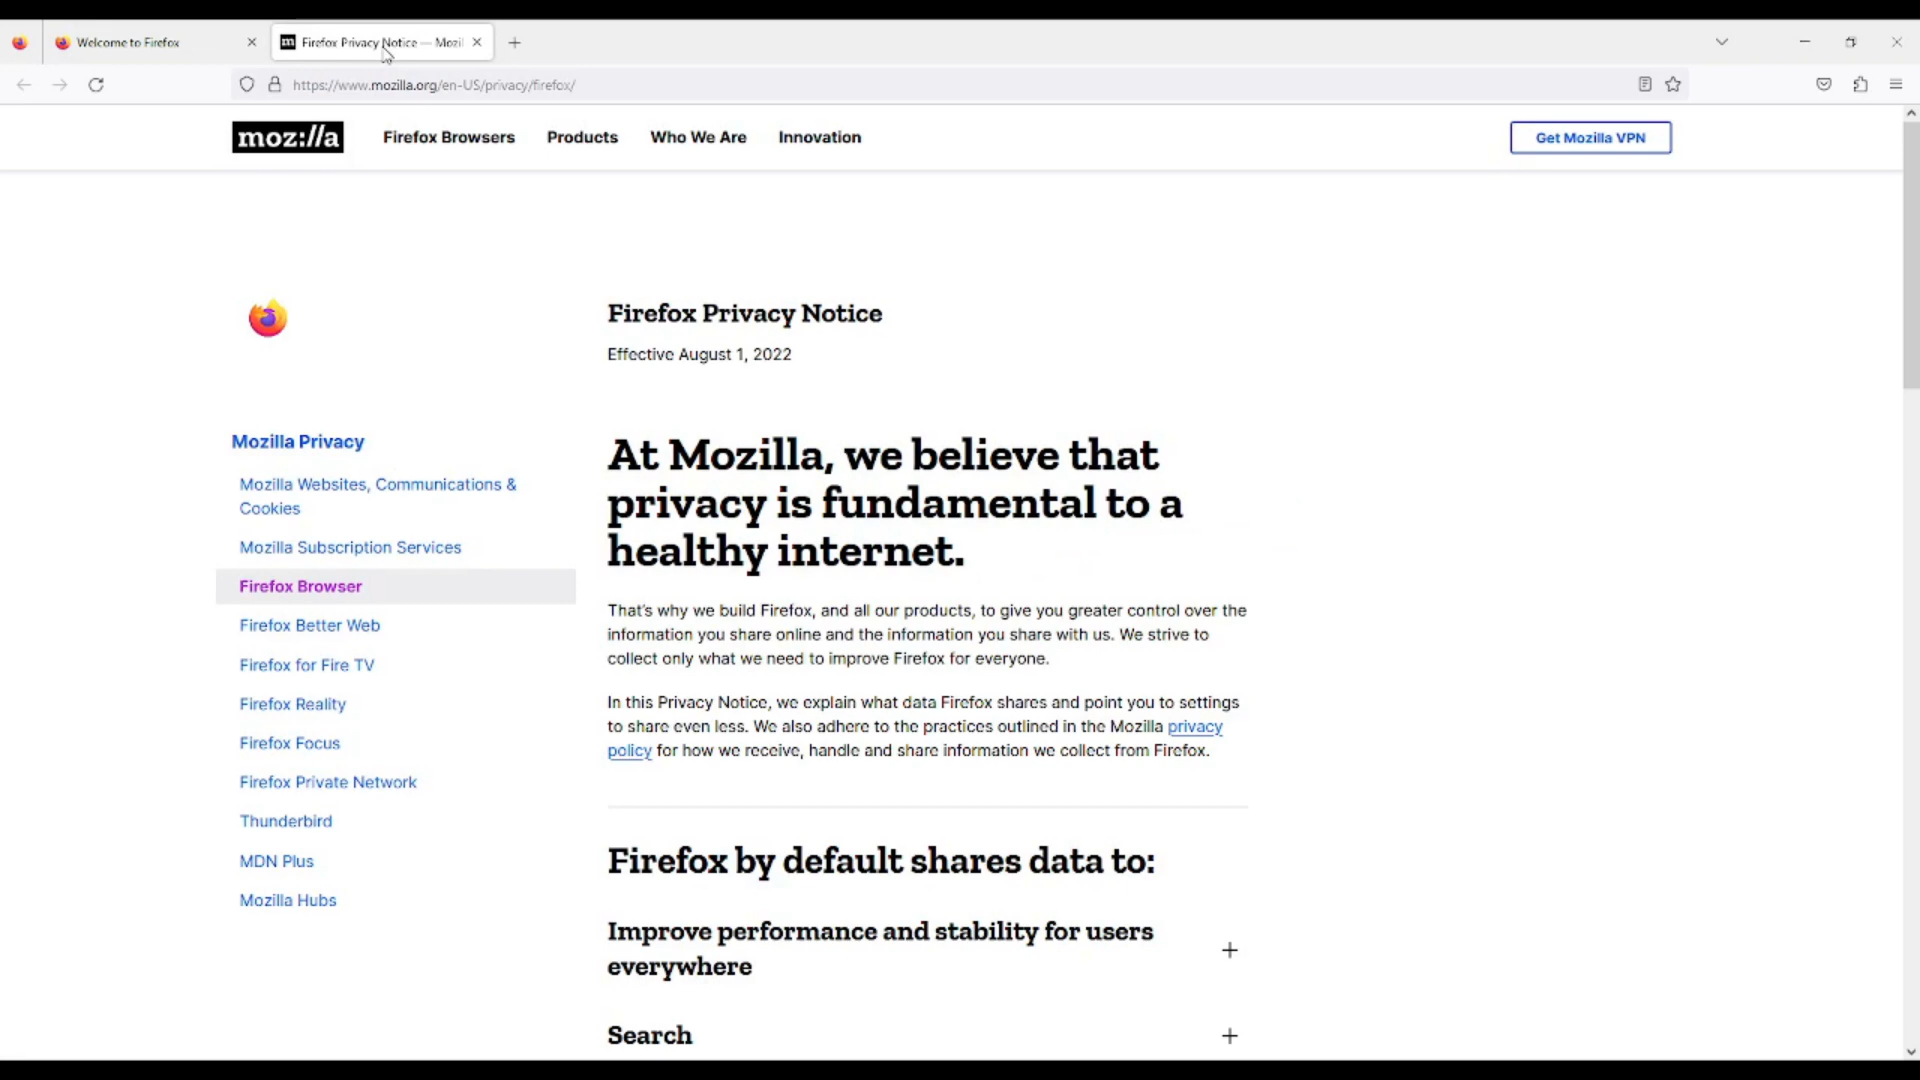 Welcome to Firefox
Firefox Privacy Notice — Mozil
https://www.mozilla.org/en-US/privacy/firefox/
moz://a
Firefox Browsers
Products
Who We Are
Innovation
Get Mozilla VPN
Firefox Privacy Notice
Effective August 1, 2022
Mozilla Privacy
Mozilla Websites, Communications &
Cookies
Mozilla Subscription Services
Firefox Browser
Firefox Better Web
Firefox for Fire TV
Firefox Reality
Firefox Focus
Firefox Private Network
Thunderbird
MDN Plus
Mozilla Hubs
At Mozilla, we believe that
privacy is fundamental to a
healthy internet.
That's why we build Firefox, and all our products, to give you greater control over the
information you share online and the information you share with us. We strive to
collect only what we need to improve Firefox for everyone.
In this Privacy Notice, we explain what data Firefox shares and point you to settings
to share even less. We also adhere to the practices outlined in the Mozilla privacy
policy for how we receive, handle and share information we collect from Firefox.
Firefox by default shares data to:
Improve performance and stability for users
everywhere
Search